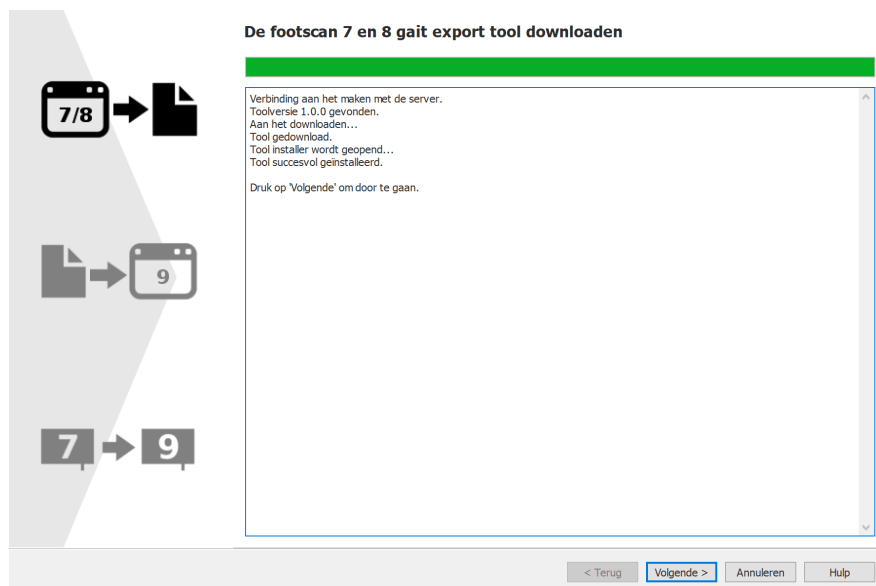 De footscan 7 en 8 gait export tool downloaden
7/8
Verbinding aan het maken met de server.
Toolversie 1.0.0 gevonden.
Aan het downloaden...
Tool gedownload.
Tool installer wordt geopend...
Tool succesvol geïnstalleerd.
Druk op 'Volgende' om door te gaan.
9
7 9
< Terug Volgende > Annuleren Hulp